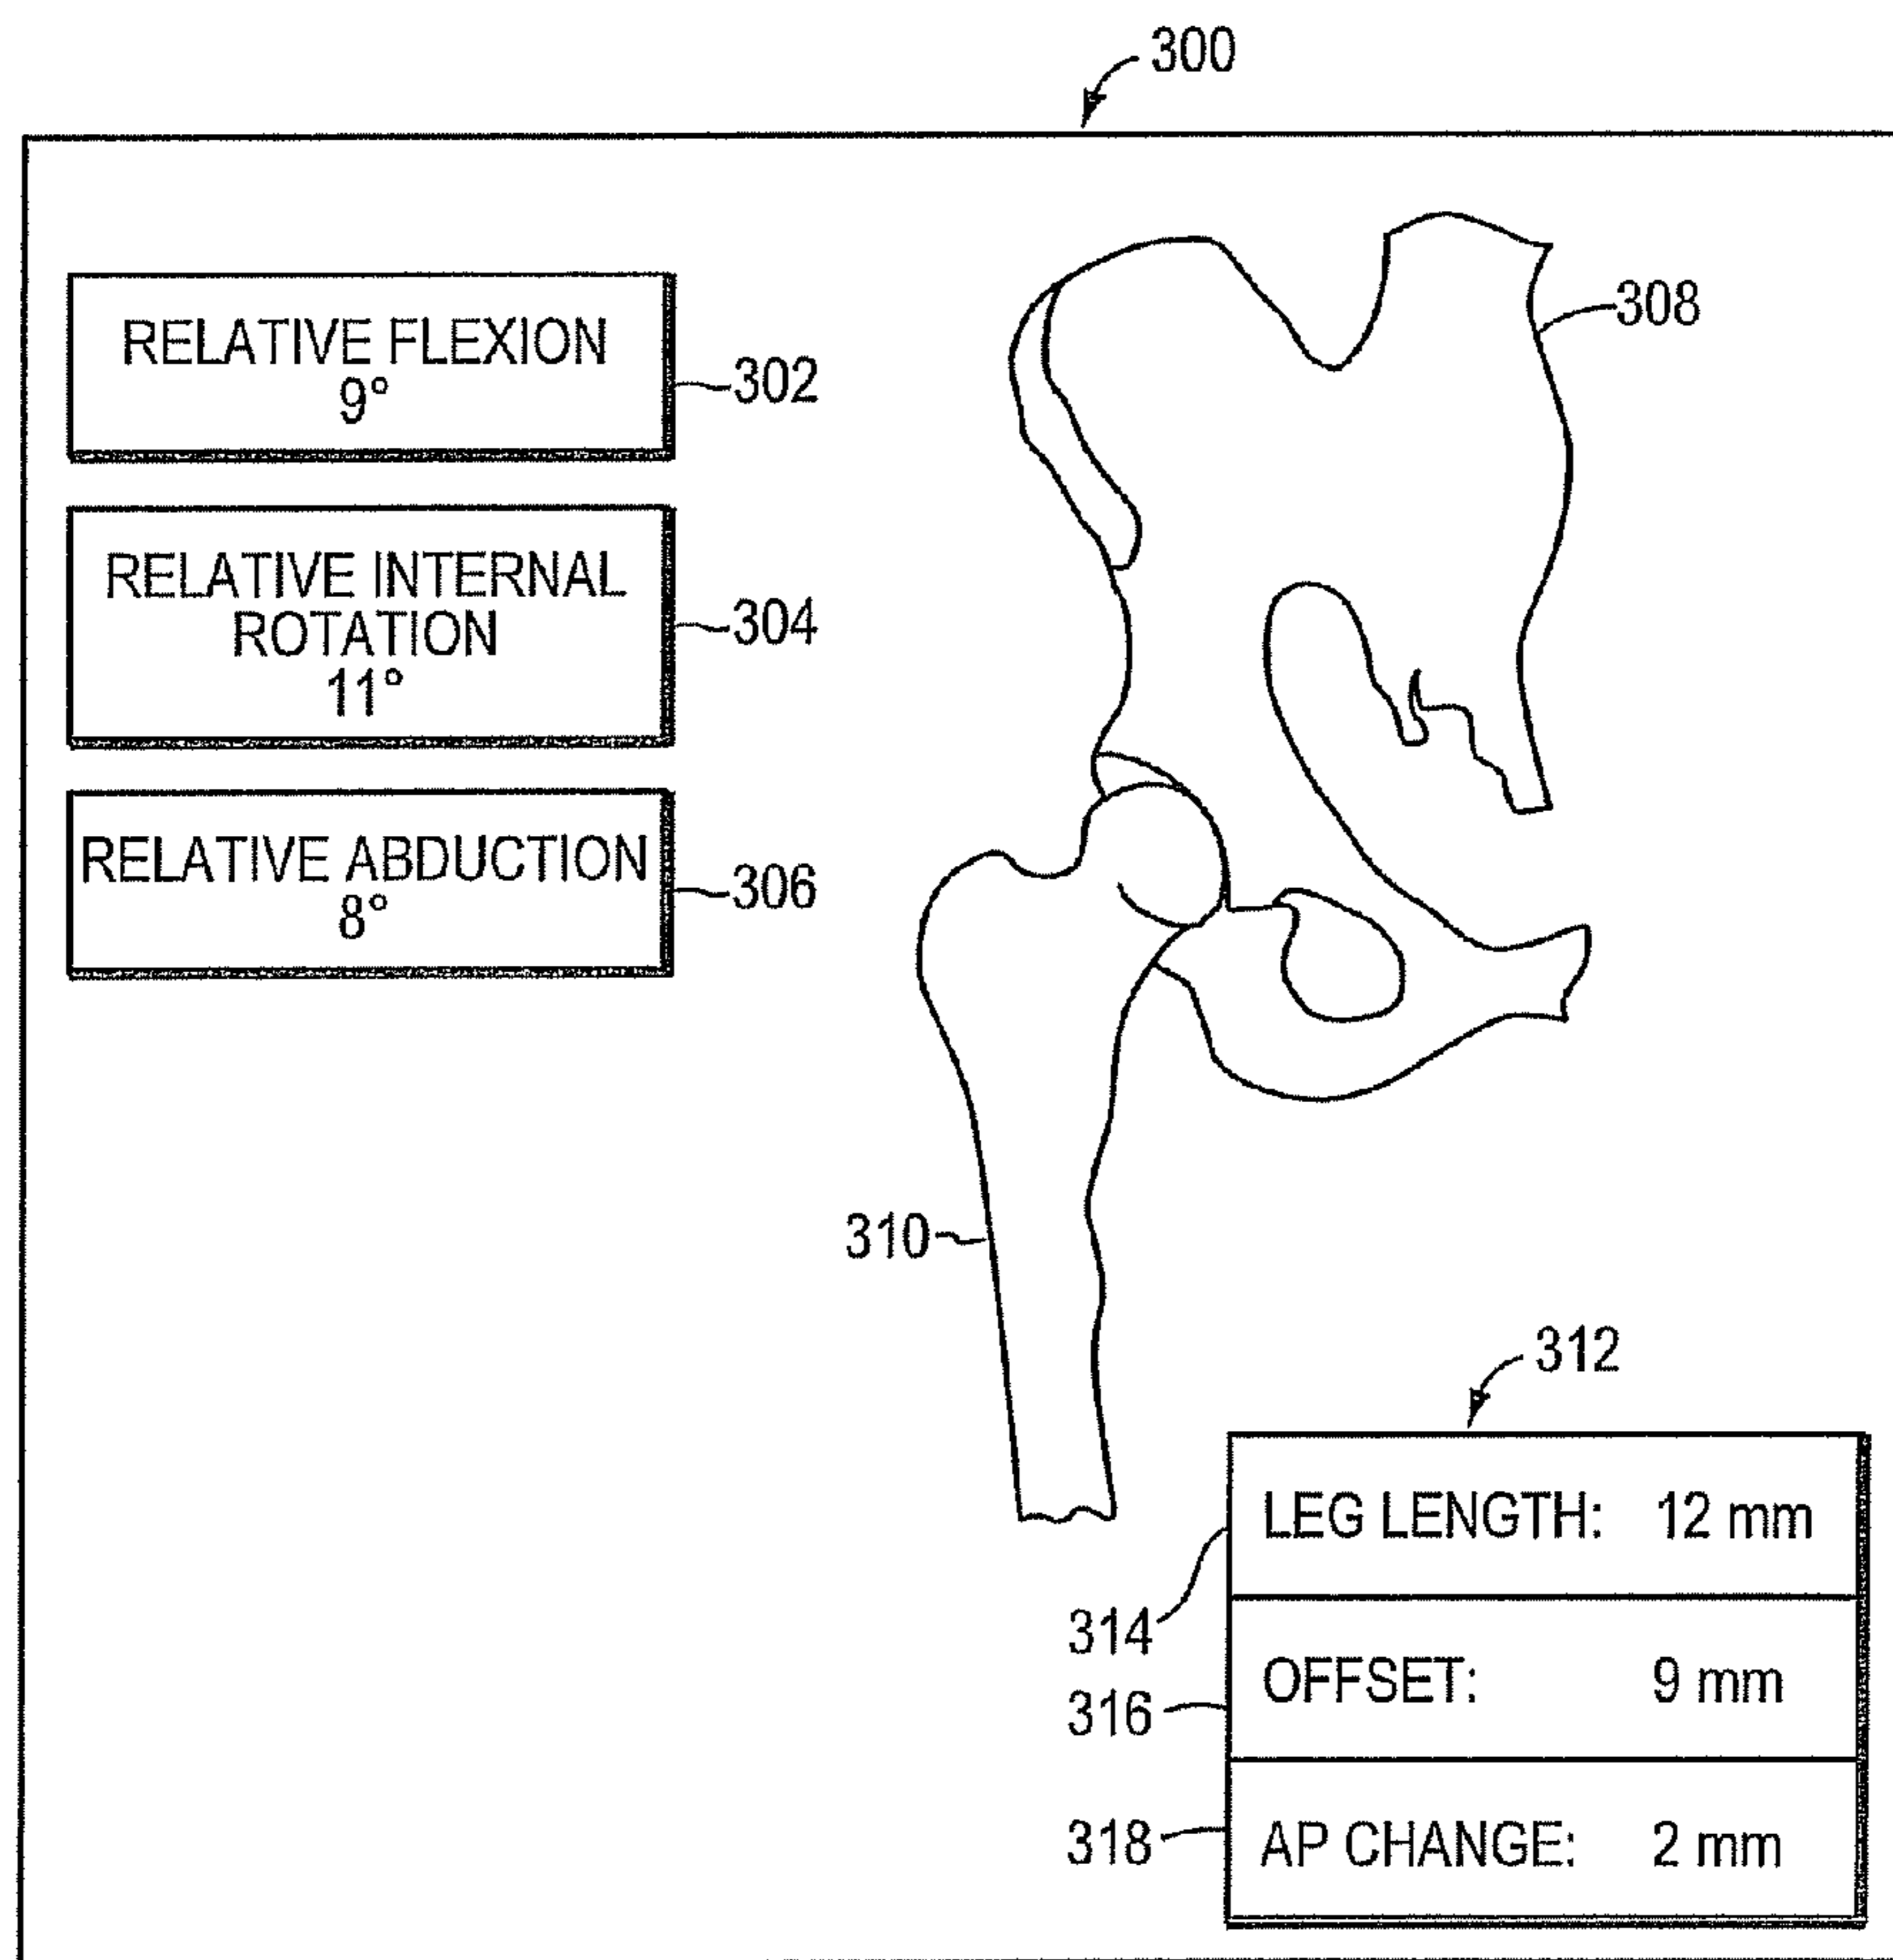 300
RELATIVE FLEXION
9°
302
RELATIVE INTERNAL
ROTATION
11°
304
RELATIVE ABDUCTION
8°
306
308
310
312
LEG LENGTH: 12 mm
314
OFFSET: 9 mm
316
AP CHANGE: 2 mm
318